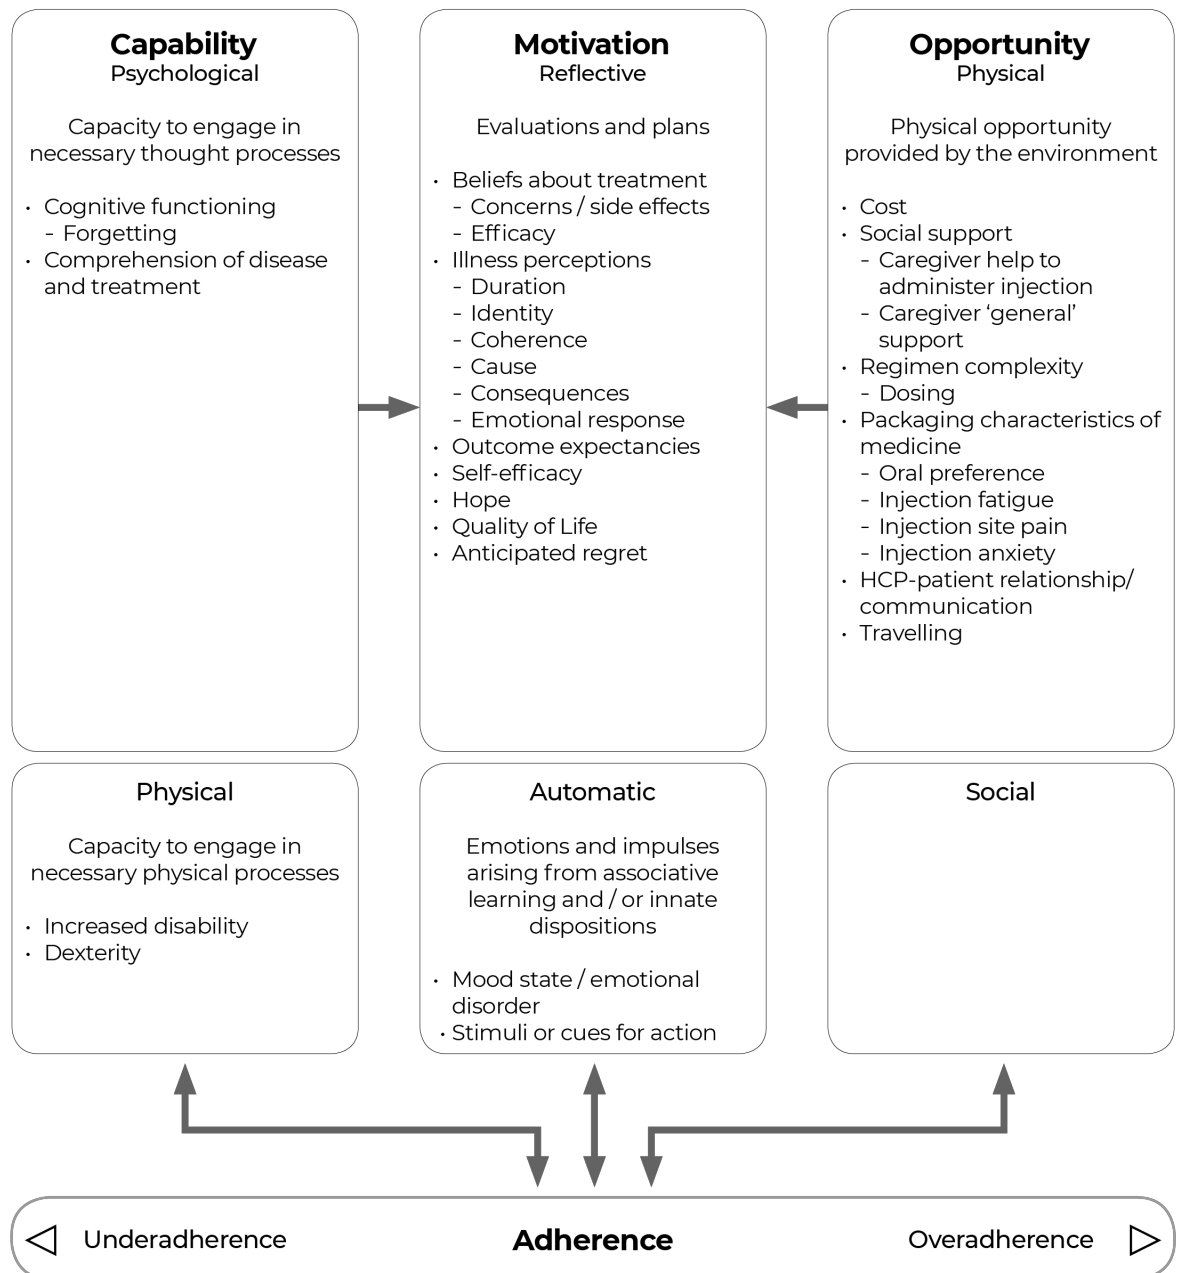 Capability
Psychological
Capacity to engage in
necessary thought processes
· Cognitive functioning
- Forgetting
· Comprehension of disease
and treatment
Motivation
Reflective
Evaluations and plans
· Beliefs about treatment
- Concerns / side effects
- Efficacy
· Illness perceptions
- Duration
- Identity
- Coherence
- Cause
- Consequences
- Emotional response
· Outcome expectancies
· Self-efficacy
· Hope
· Quality of Life
· Anticipated regret
Opportunity
Physical
Physical opportunity
provided by the environment
· Cost
· Social support
- Caregiver help to
administer injection
- Caregiver ‘general’
support
· Regimen complexity
- Dosing
· Packaging characteristics of
medicine
- Oral preference
- Injection fatigue
- Injection site pain
- Injection anxiety
· HCP-patient relationship/
communication
· Travelling
Physical
Capacity to engage in
necessary physical processes
· Increased disability
· Dexterity
Automatic
Emotions and impulses
arising from associative
learning and / or innate
dispositions
· Mood state / emotional
disorder
· Stimuli or cues for action
Social
Underadherence
Adherence
Overadherence